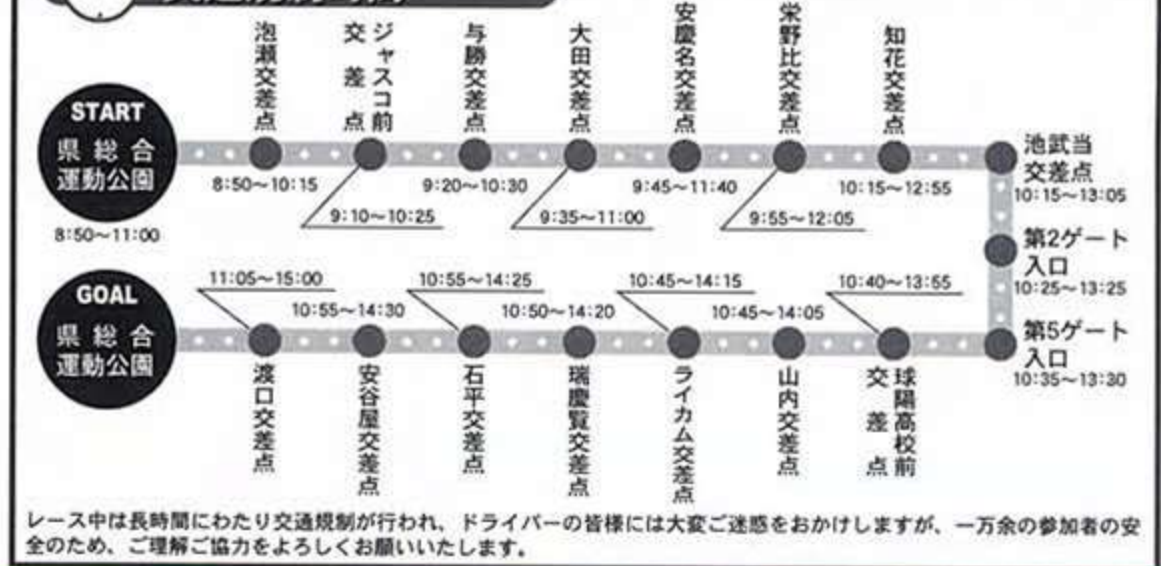 泡瀬交差点
ジャスコ前
交差点
与勝交差点
大田交差点
安慶名交差点
栄野比交差点
知花交差点
START
県総合
運動公園
8:50〜11:00
8:50〜10:15
9:10〜10:25
9:20〜10:30
9:35〜11:00
9:45〜11:40
9:55〜12:05
10:15〜12:55
池武当
交差点
10:15〜13:05
第2ゲート
入口
10:25〜13:25
第5ゲート
入口
10:35〜13:30
GOAL
県総合
運動公園
11:05〜15:00
10:55〜14:30
10:55〜14:25
10:50〜14:20
10:45〜14:15
10:45〜14:05
10:40〜13:55
渡口交差点
安谷屋交差点
石平交差点
瑞慶覧交差点
ライカム交差点
山内交差点
球陽高校前
交差点
レース中は長時間にわたり交通規制が行われ、ドライバーの皆様には大変ご迷惑をおかけしますが、一万余の参加者の安
全のため、ご理解ご協力をよろしくお願いいたします。